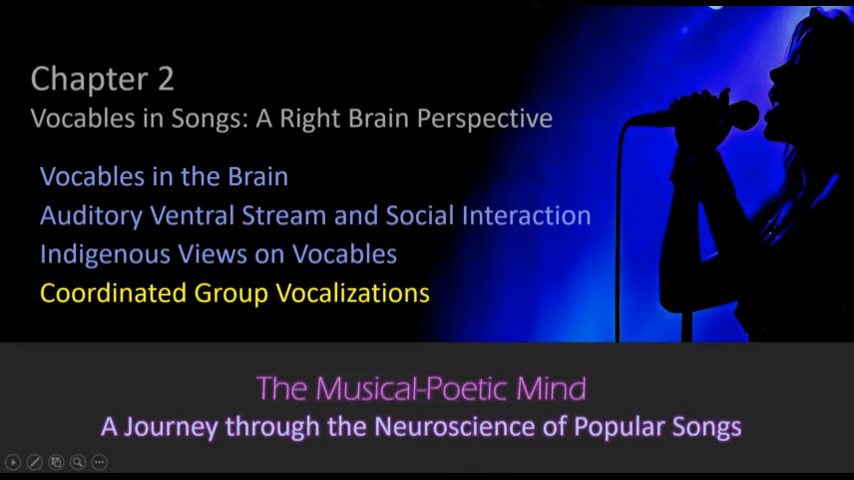 Chapter 2
Vocables in Songs: A Right Brain Perspective
Vocables in the Brain
Auditory Ventral Stream and Social Interaction
Indigenous Views on Vocables
Coordinated Group Vocalizations
The Musical-Poetic Mind
A Journey through the Neuroscience of Popular Songs